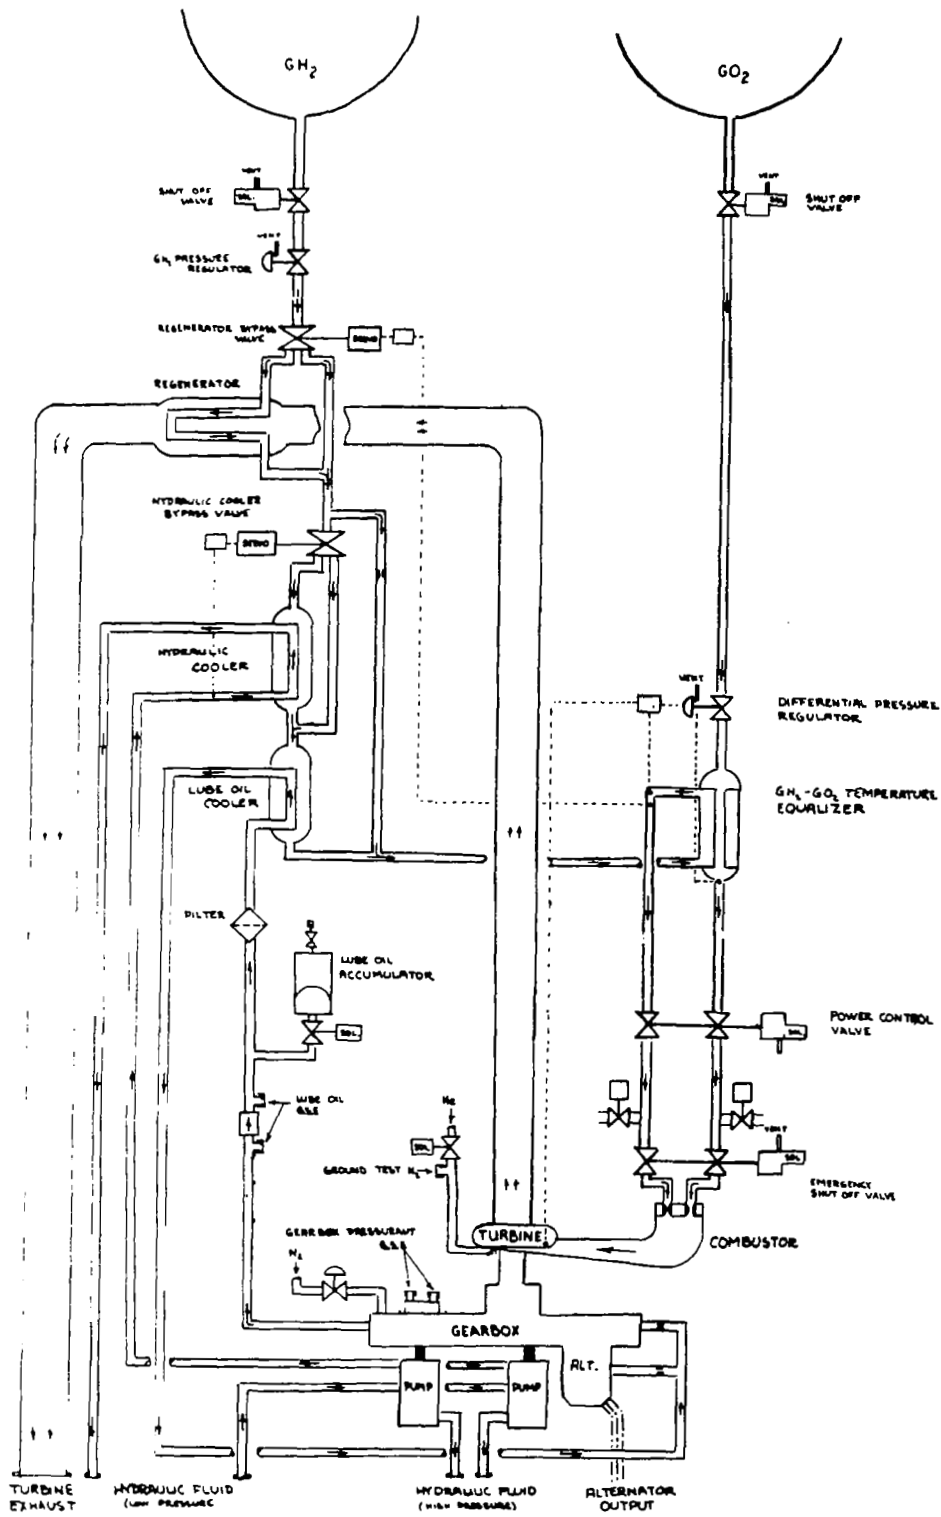 GH2
GO2
VENT
SHUT OFF
VALVE
SOL.
VENT
SOL
SHUT OFF
VALVE
VENT
GH2 PRESSURE
REGULATOR
REGENERATOR BYPASS
VALVE
SERVO
REGENERATOR
HYDRAULIC COOLER
BYPASS VALVE
SERVO
HYDRAULIC
COOLER
VENT
DIFFERENTIAL PRESSURE
REGULATOR
LUBE OIL
COOLER
GH2-GO2 TEMPERATURE
EQUALIZER
FILTER
LUBE OIL
ACCUMULATOR
SOL
POWER CONTROL
VALVE
SOL
LUBE OIL
GSE
He
SOL
GROUND TEST N2
VENT
SOL
EMERGENCY
SHUT OFF VALVE
TURBINE
COMBUSTOR
GEARBOX PRESSURANT
N2
GSE
GEARBOX
ALT.
PUMP
PUMP
TURBINE
EXHAUST
HYDRAULIC FLUID
(LOW PRESSURE
HYDRAULIC FLUID
(HIGH PRESSURE)
ALTERNATOR
OUTPUT